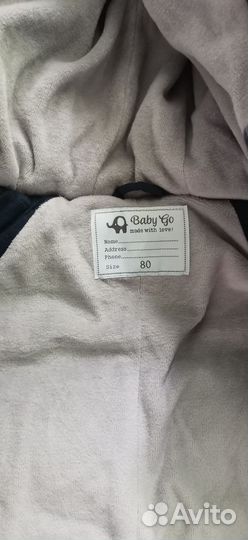 Baby Go
made with love!
Name
Address
Phone
Size 80
Avito